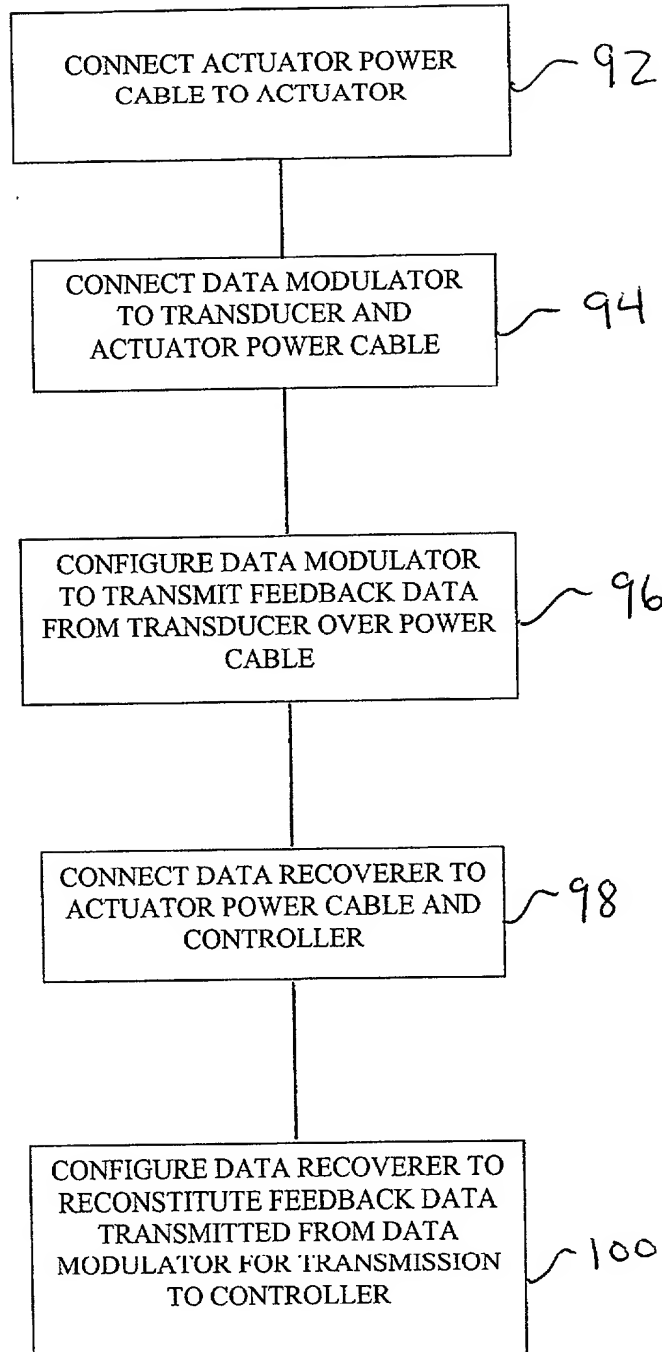 CONNECT ACTUATOR POWER
CABLE TO ACTUATOR
92
CONNECT DATA MODULATOR
TO TRANSDUCER AND
ACTUATOR POWER CABLE
94
CONFIGURE DATA MODULATOR
TO TRANSMIT FEEDBACK DATA
FROM TRANSDUCER OVER POWER
CABLE
96
CONNECT DATA RECOVERER TO
ACTUATOR POWER CABLE AND
CONTROLLER
98
CONFIGURE DATA RECOVERER TO
RECONSTITUTE FEEDBACK DATA
TRANSMITTED FROM DATA
MODULATOR FOR TRANSMISSION
TO CONTROLLER
100